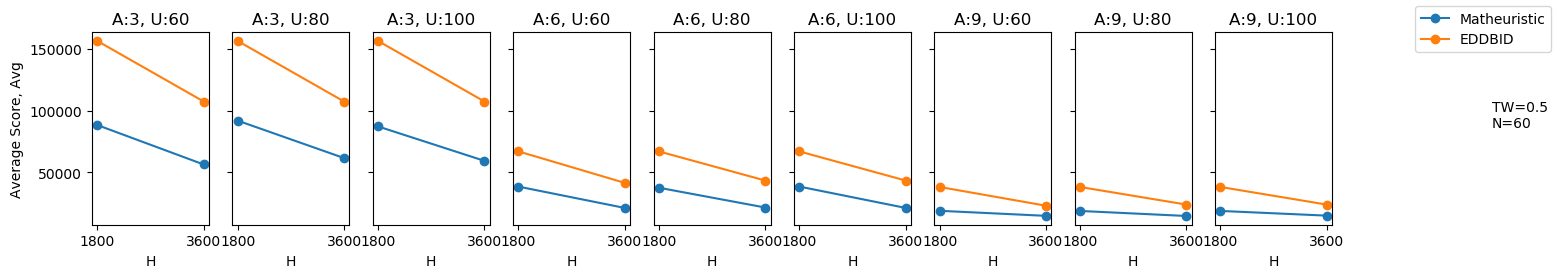 A:3, U:60
A:3, U:80
A:3, U:100
A:6, U:60
A:6, U:80
A:6, U:100
A:9, U:60
A:9, U:80
A:9, U:100
Matheuristic
EDDBID
TW=0.5
N=60
Average Score, Avg
150000
100000
50000
1800 3600
1800 3600
1800 3600
1800 3600
1800 3600
1800 3600
1800 3600
1800 3600
1800 3600
H H H H H H H H H